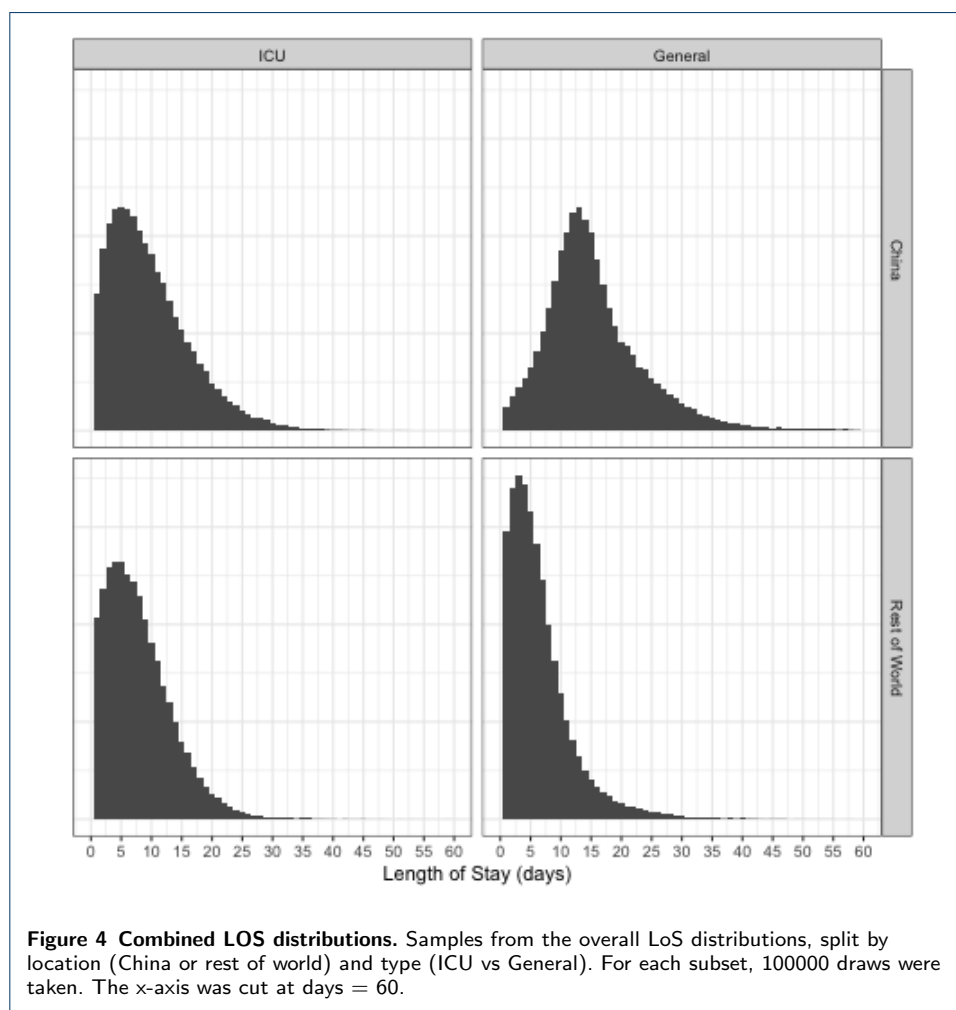 ICU
General
China
Rest of World
0 5 10 15 20 25 30 35 40 45 50 55 60
0 5 10 15 20 25 30 35 40 45 50 55 60
Length of Stay (days)
Figure 4 Combined LOS distributions. Samples from the overall LoS distributions, split by
location (China or rest of world) and type (ICU vs General). For each subset, 100000 draws were
taken. The x-axis was cut at days = 60.